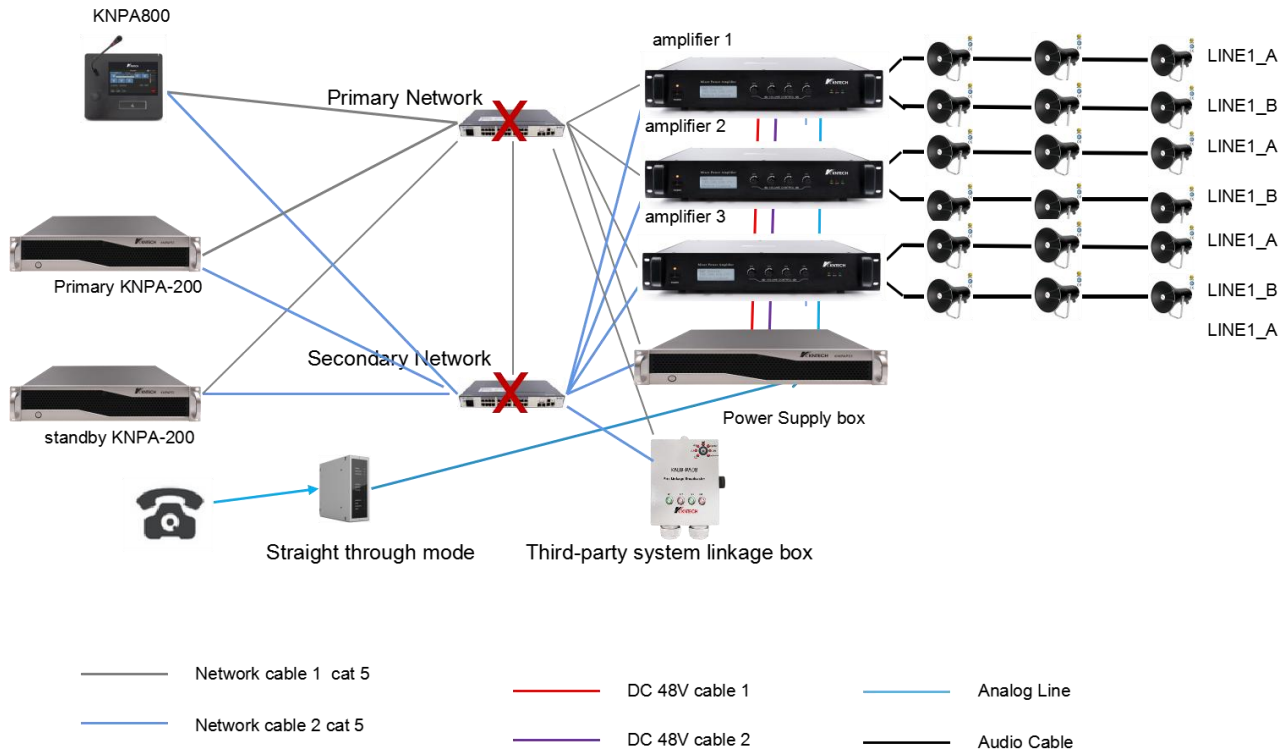 KNPA800
amplifier 1
LINE1_A
Primary Network
LINE1_B
amplifier 2
LINE1_A
LINE1_B
amplifier 3
LINE1_A
Primary KNPA-200
LINE1_B
LINE1_A
Secondary Network
KNTECH
Power Supply box
standby KNPA-200
KNTECH
Straight through mode
Third-party system linkage box
Network cable 1 cat 5
DC 48V cable 1
Analog Line
Network cable 2 cat 5
DC 48V cable 2
Audio Cable